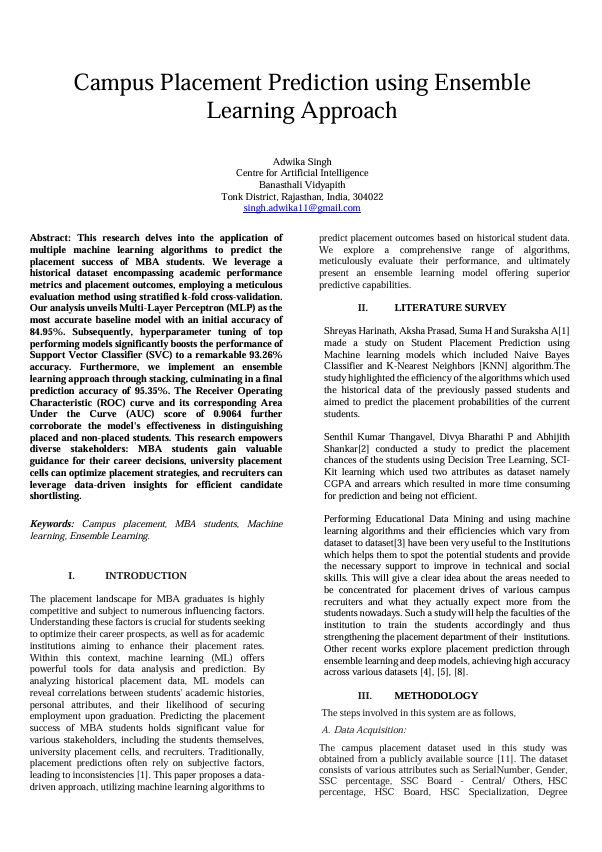 Campus Placement Prediction using Ensemble
Learning Approach
Adwika Singh
Centre for Artificial Intelligence
Banasthali Vidyapith
Tonk District, Rajasthan, India, 304022
singh.adwika11@gmail.com
Abstract: This research delves into the application of
multiple machine learning algorithms to predict the
placement success of MBA students. We leverage a
historical dataset encompassing academic performance
metrics and placement outcomes, employing a meticulous
evaluation method using stratified k-fold cross-validation.
Our analysis unveils Multi-Layer Perceptron (MLP) as the
most accurate baseline model with an initial accuracy of
84.95%. Subsequently, hyperparameter tuning of top
performing models significantly boosts the performance of
Support Vector Classifier (SVC) to a remarkable 93.26%
accuracy. Furthermore, we implement an ensemble
learning approach through stacking, culminating in a final
prediction accuracy of 95.35%. The Receiver Operating
Characteristic (ROC) curve and its corresponding Area
Under the Curve (AUC) score of 0.9064 further
corroborate the model's effectiveness in distinguishing
placed and non-placed students. This research empowers
diverse stakeholders: MBA students gain valuable
guidance for their career decisions, university placement
cells can optimize placement strategies, and recruiters can
leverage data-driven insights for efficient candidate
shortlisting.
Keywords: Campus placement, MBA students, Machine
learning, Ensemble Learning.
I. INTRODUCTION
The placement landscape for MBA graduates is highly
competitive and subject to numerous influencing factors.
Understanding these factors is crucial for students seeking
to optimize their career prospects, as well as for academic
institutions aiming to enhance their placement rates.
Within this context, machine learning (ML) offers
powerful tools for data analysis and prediction. By
analyzing historical placement data, ML models can
reveal correlations between students' academic histories,
personal attributes, and their likelihood of securing
employment upon graduation. Predicting the placement
success of MBA students holds significant value for
various stakeholders, including the students themselves,
university placement cells, and recruiters. Traditionally,
placement predictions often rely on subjective factors,
leading to inconsistencies [1]. This paper proposes a data-
driven approach, utilizing machine learning algorithms to
predict placement outcomes based on historical student data.
We explore a comprehensive range of algorithms,
meticulously evaluate their performance, and ultimately
present an ensemble learning model offering superior
predictive capabilities.
II. LITERATURE SURVEY
Shreyas Harinath, Aksha Prasad, Suma H and Suraksha A[1]
made a study on Student Placement Prediction using
Machine learning models which included Naive Bayes
Classifier and K-Nearest Neighbors [KNN] algorithm.The
study highlighted the efficiency of the algorithms which used
the historical data of the previously passed students and
aimed to predict the placement probabilities of the current
students.
Senthil Kumar Thangavel, Divya Bharathi P and Abhijith
Shankar[2] conducted a study to predict the placement
chances of the students using Decision Tree Learning, SCI-
Kit learning which used two attributes as dataset namely
CGPA and arrears which resulted in more time consuming
for prediction and being not efficient.
Performing Educational Data Mining and using machine
learning algorithms and their efficiencies which vary from
dataset to dataset[3] have been very useful to the Institutions
which helps them to spot the potential students and provide
the necessary support to improve in technical and social
skills. This will give a clear idea about the areas needed to
be concentrated for placement drives of various campus
recruiters and what they actually expect more from the
students nowadays. Such a study will help the faculties of the
institution to train the students accordingly and thus
strengthening the placement department of their institutions.
Other recent works explore placement prediction through
ensemble learning and deep models, achieving high accuracy
across various datasets [4], [5], [8].
III. METHODOLOGY
The steps involved in this system are as follows,
A. Data Acquisition:
The campus placement dataset used in this study was
obtained from a publicly available source [11]. The dataset
consists of various attributes such as SerialNumber, Gender,
SSC percentage, SSC Board - Central/ Others, HSC
percentage, HSC Board, HSC Specialization, Degree